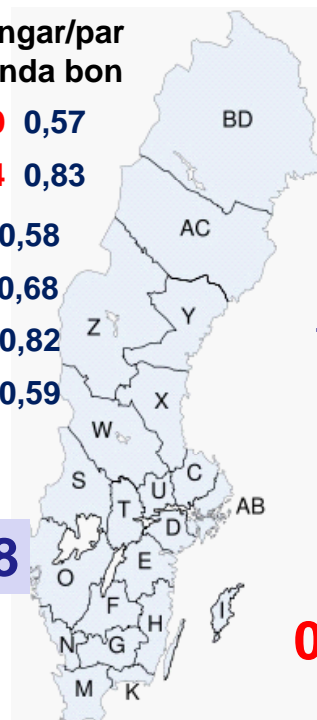 ngar/par
nda bon
0,57
4 0,83
0,58
0,68
0,82
0,59
8
0
BD
AC
Z
Y
X
W
S
T
U
C
AB
D
O
E
F
H
I
N
G
M
K